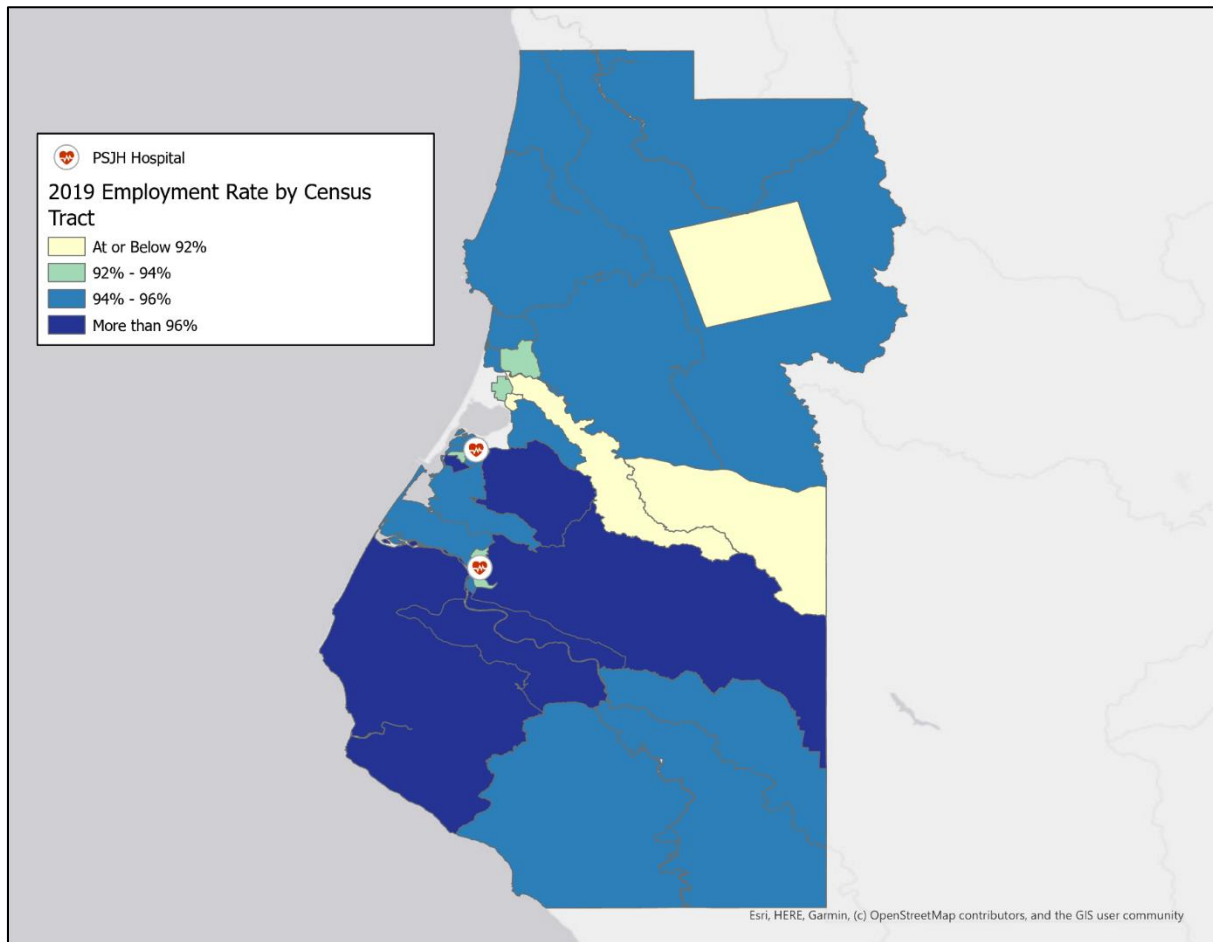 PSJH Hospital
2019 Employment Rate by Census
Tract
At or Below 92%
92% - 94%
94% - 96%
More than 96%
Esri, HERE, Garmin, (c) OpenStreetMap contributors, and the GIS user community